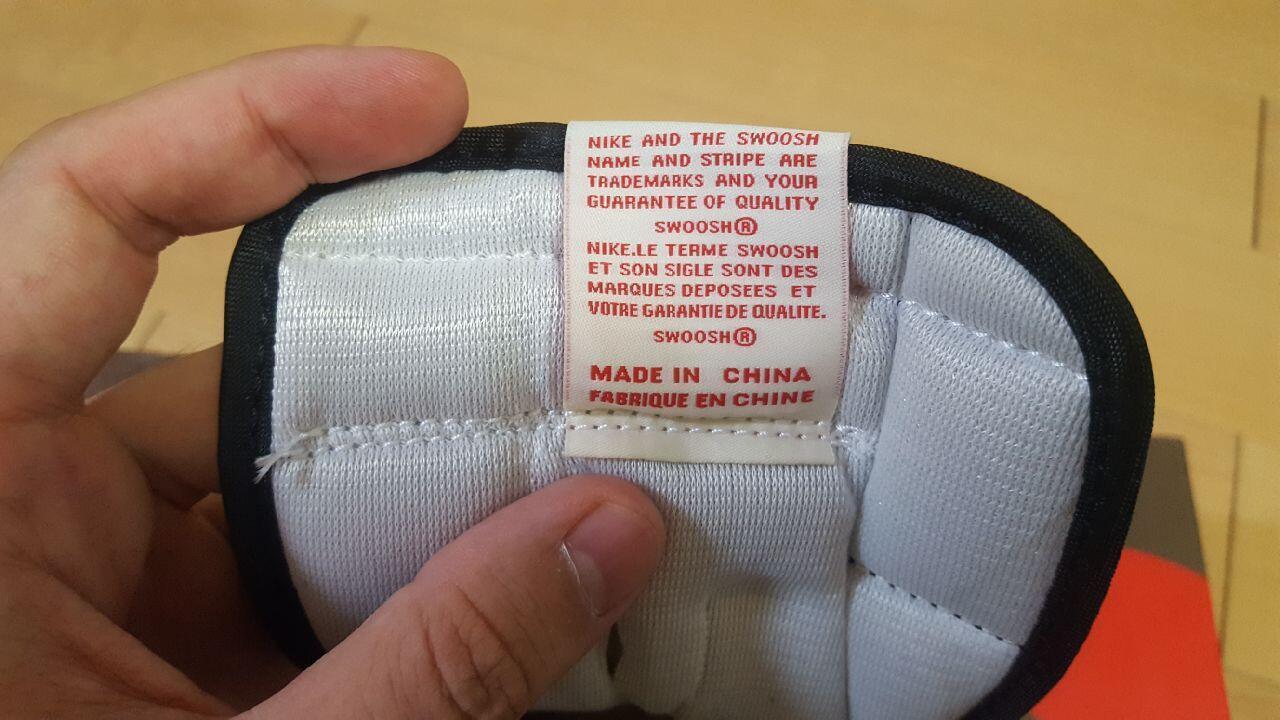 NIKE AND THE SWOOSH
NAME AND STRIPE ARE
TRADEMARKS AND YOUR
GUARANTEE OF QUALITY
SWOOSH®
NIKE.LE TERME SWOOSH
ET SON SIGLE SONT DES
MARQUES DEPOSEES ET
VOTRE GARANTIE DE QUALITE.
SWOOSH®
MADE IN CHINA
FABRIQUE EN CHINE